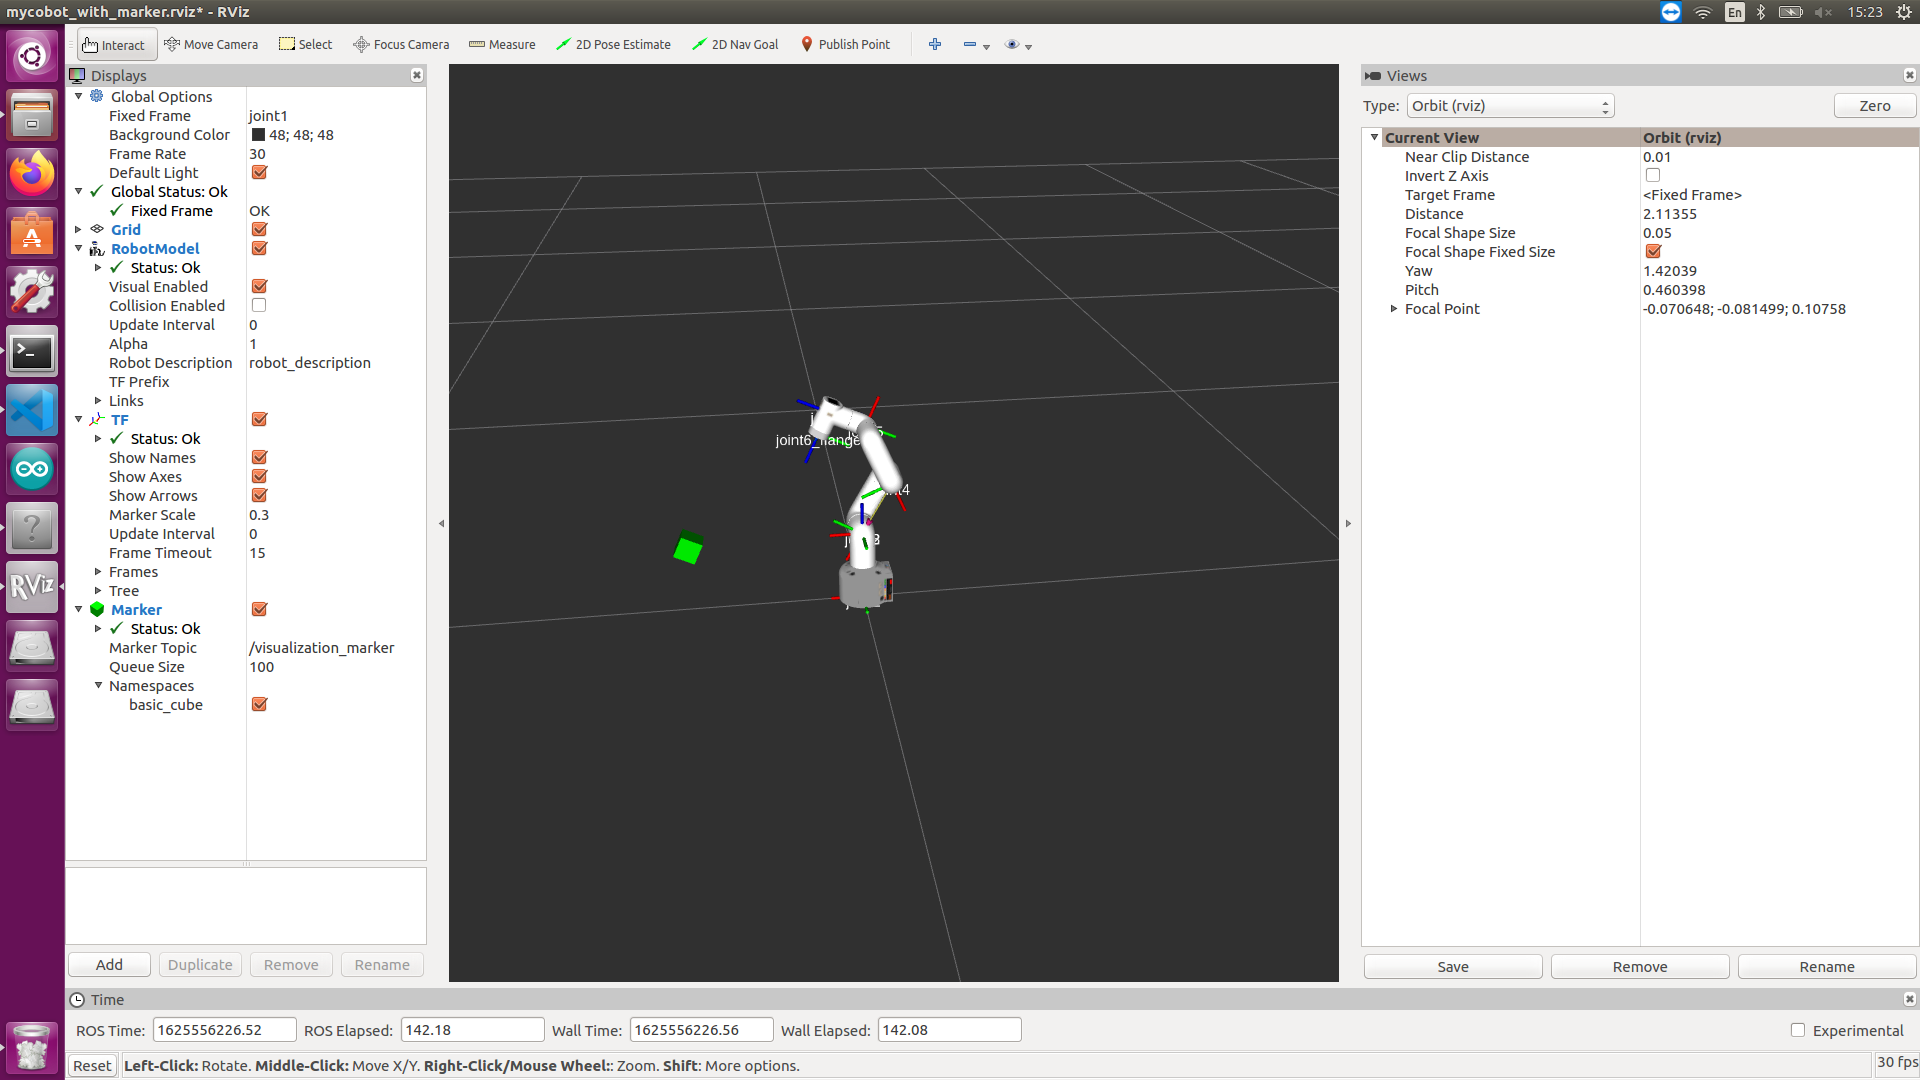 mycobot_with_marker.rviz* - RViz
En
15:23
Interact Move Camera Select Focus Camera Measure 2D Pose Estimate 2D Nav Goal Publish Point
Displays
Global Options
Fixed Frame joint1
Background Color 48; 48; 48
Frame Rate 30
Default Light
Global Status: Ok
Fixed Frame OK
Grid
RobotModel
Status: Ok
Visual Enabled
Collision Enabled
Update Interval 0
Alpha 1
Robot Description robot_description
TF Prefix
Links
TF
Status: Ok
Show Names
Show Axes
Show Arrows
Marker Scale 0.3
Update Interval 0
Frame Timeout 15
Frames
Tree
Marker
Status: Ok
Marker Topic /visualization_marker
Queue Size 100
Namespaces
basic_cube
Add Duplicate Remove Rename
RViz
joint6_flange
Views
Type: Orbit (rviz) Zero
Current View Orbit (rviz)
Near Clip Distance 0.01
Invert Z Axis
Target Frame <Fixed Frame>
Distance 2.11355
Focal Shape Size 0.05
Focal Shape Fixed Size
Yaw 1.42039
Pitch 0.460398
Focal Point -0.070648; -0.081499; 0.10758
Save Remove Rename
Time
ROS Time: 1625556226.52 ROS Elapsed: 142.18 Wall Time: 1625556226.56 Wall Elapsed: 142.08 Experimental
Reset Left-Click: Rotate. Middle-Click: Move X/Y. Right-Click/Mouse Wheel:: Zoom. Shift: More options. 30 fps